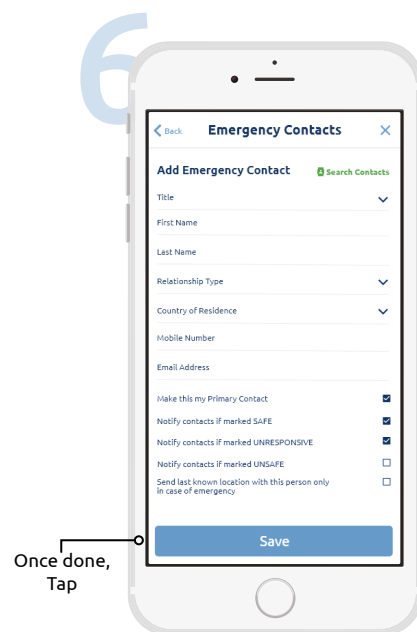 6
Back Emergency Contacts
Add Emergency Contact Search Contacts
Title
First Name
Last Name
Relationship Type
Country of Residence
Mobile Number
Email Address
Make this my Primary Contact
Notify contacts if marked SAFE
Notify contacts if marked UNRESPONSIVE
Notify contacts if marked UNSAFE
Send last known location with this person only
in case of emergency
Save
Once done,
Tap